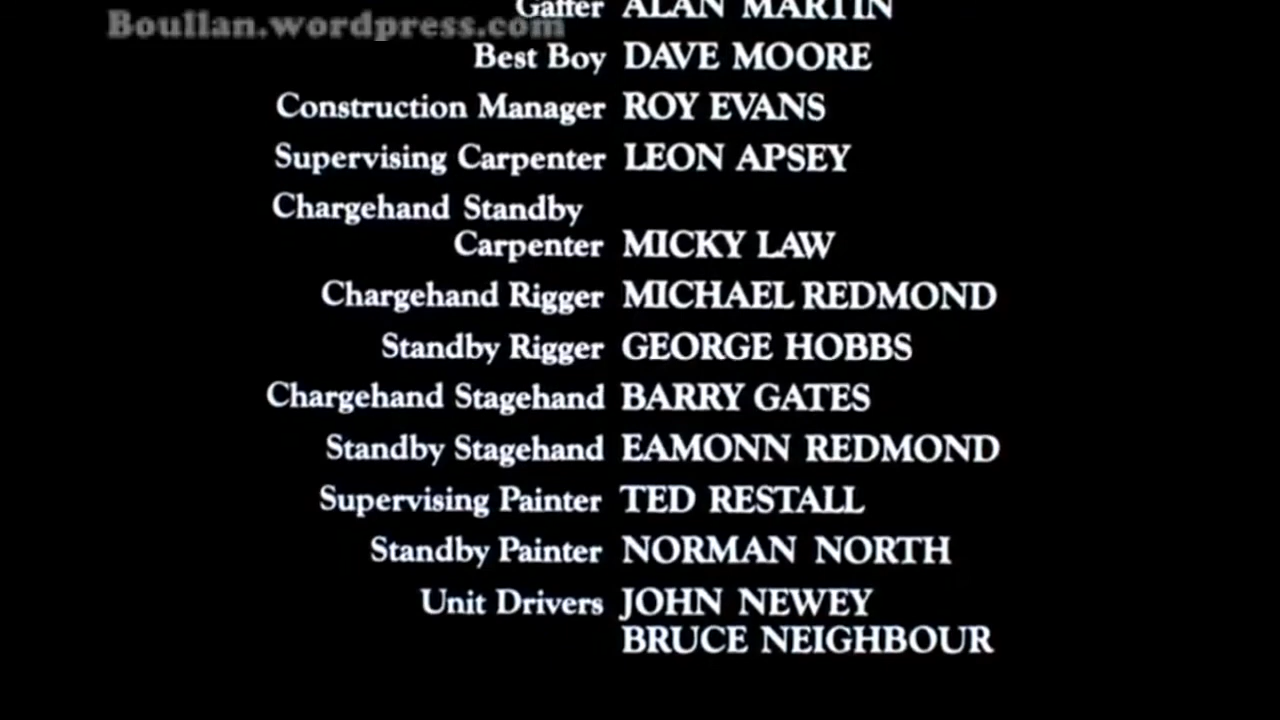 Boullan.wordpress.com
Gaffer ALAN MARTIN
Best Boy DAVE MOORE
Construction Manager ROY EVANS
Supervising Carpenter LEON APSEY
Chargehand Standby
Carpenter MICKY LAW
Chargehand Rigger MICHAEL REDMOND
Standby Rigger GEORGE HOBBS
Chargehand Stagehand BARRY GATES
Standby Stagehand EAMONN REDMOND
Supervising Painter TED RESTALL
Standby Painter NORMAN NORTH
Unit Drivers JOHN NEWEY
BRUCE NEIGHBOUR